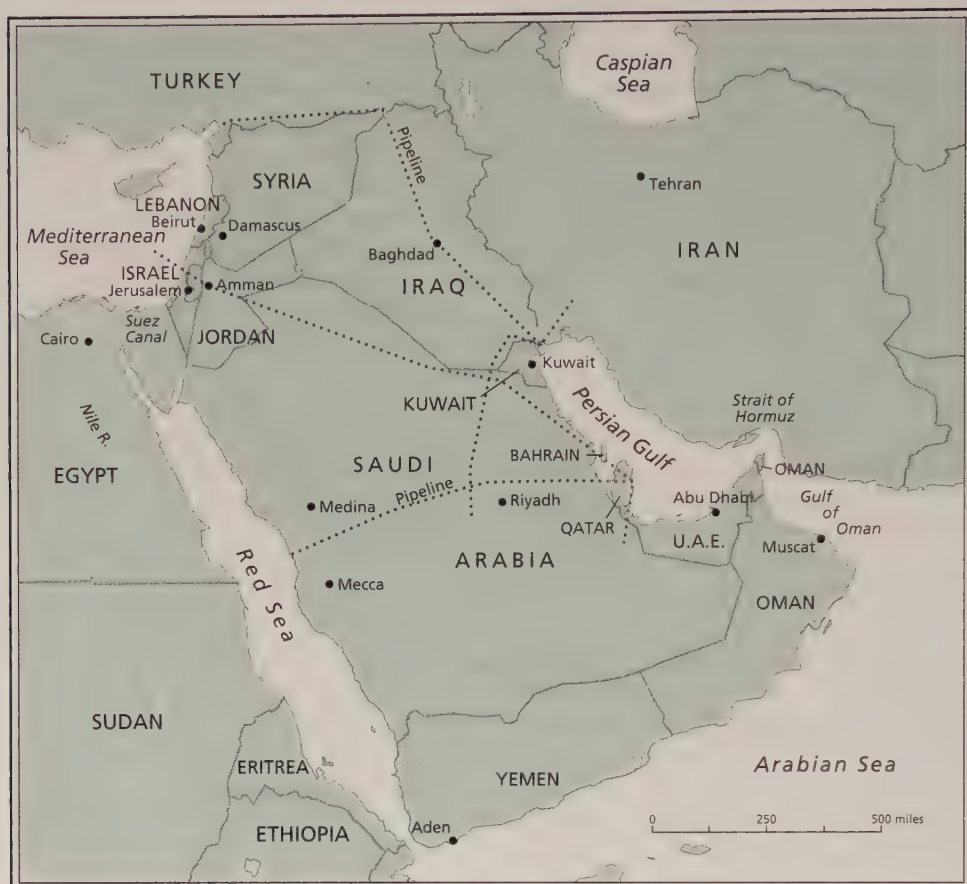 Caspian
Sea
TURKEY
Pipeline
Tehran
SYRIA
LEBANON
Beirut
Damascus
Mediterranean
Sea
Baghdad
IRAN
ISRAEL
Jerusalem
Amman
IRAQ
Suez
Canal
Cairo
JORDAN
Kuwait
KUWAIT
Strait of
Hormuz
Nile R.
Persian Gulf
BAHRAIN
SAUDI
OMAN
EGYPT
Pipeline
Medina
Riyadh
Abu Dhabi
Gulf
of
Oman
QATAR
U.A.E.
Muscat
ARABIA
Red Sea
Mecca
OMAN
SUDAN
ERITREA
YEMEN
Arabian Sea
Aden
ETHIOPIA
0 250 500 miles